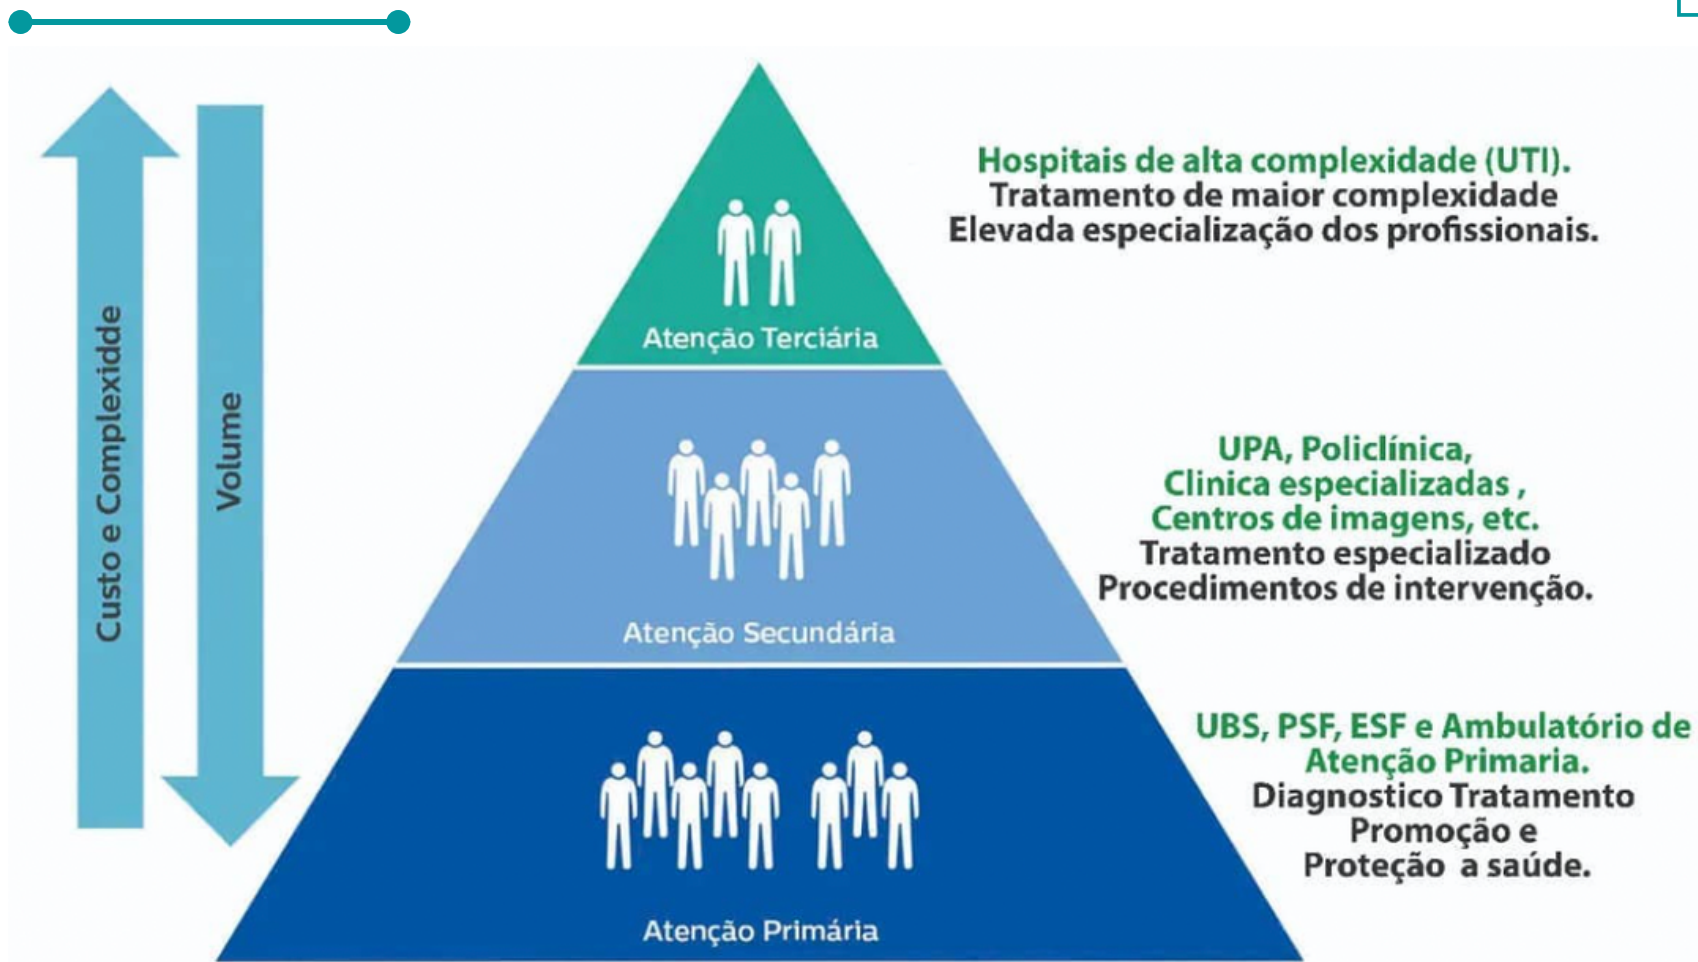 Custo e Complexidde
Volume
Atenção Terciária
Hospitais de alta complexidade (UTI).
Tratamento de maior complexidade
Elevada especialização dos profissionais.
Atenção Secundária
UPA, Policlínica,
Clinica especializadas ,
Centros de imagens, etc.
Tratamento especializado
Procedimentos de intervenção.
Atenção Primária
UBS, PSF, ESF e Ambulatório de
Atenção Primaria.
Diagnostico Tratamento
Promoção e
Proteção a saúde.